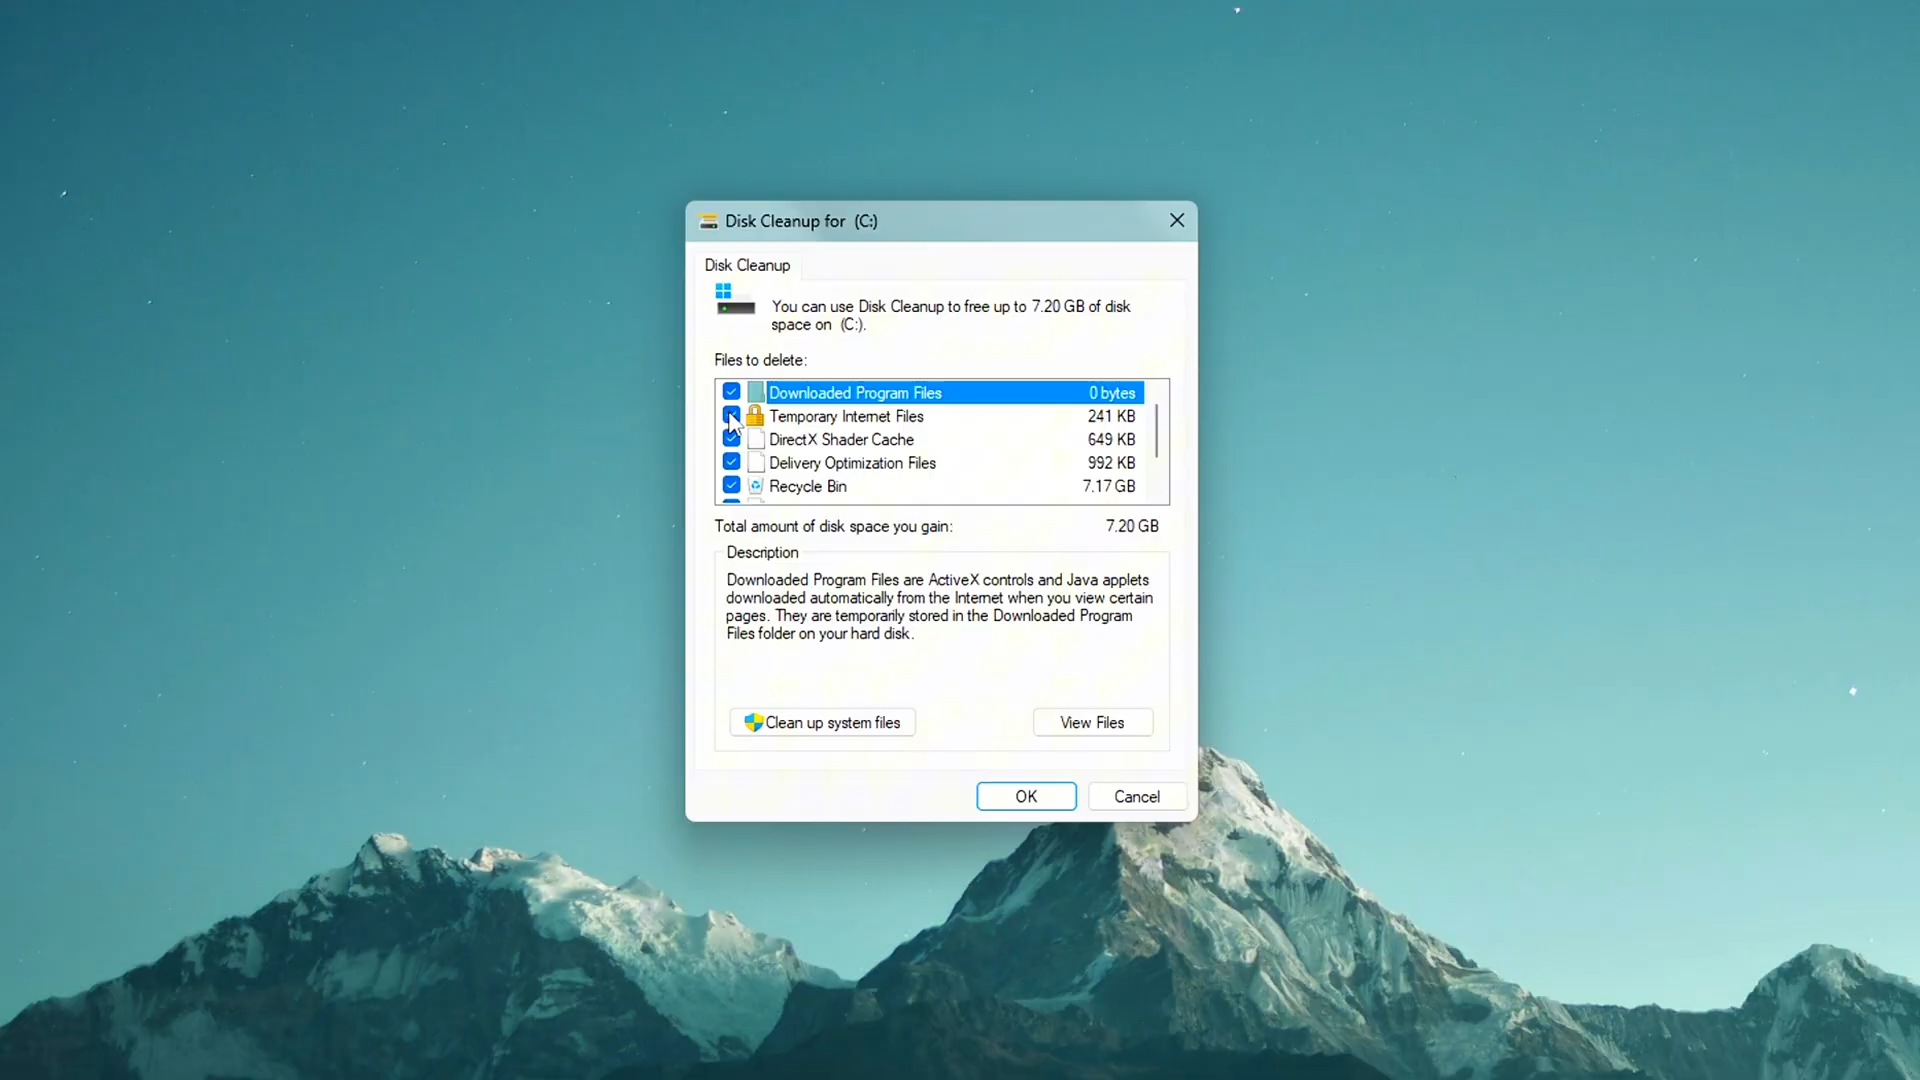 Disk Cleanup for (C:)
Disk Cleanup
You can use Disk Cleanup to free up to 7.20 GB of disk
space on (C:).
Files to delete:
Downloaded Program Files 0 bytes
Temporary Internet Files 241 KB
DirectX Shader Cache 649 KB
Delivery Optimization Files 992 KB
Recycle Bin 7.17 GB
Total amount of disk space you gain: 7.20 GB
Description
Downloaded Program Files are ActiveX controls and Java applets
downloaded automatically from the Internet when you view certain
pages. They are temporarily stored in the Downloaded Program
Files folder on your hard disk.
Clean up system files View Files
OK Cancel